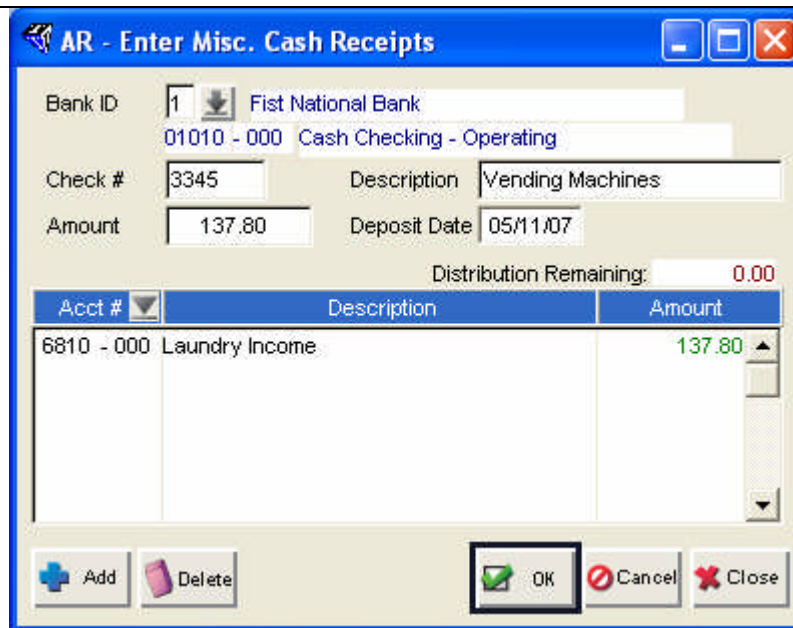 AR - Enter Misc. Cash Receipts
Bank ID 1 Fist National Bank
01010 - 000 Cash Checking - Operating
Check # 3345 Description Vending Machines
Amount 137.80 Deposit Date 05/11/07
Distribution Remaining: 0.00
Acct # Description Amount
6810 - 000 Laundry Income 137.80
Add Delete OK Cancel Close